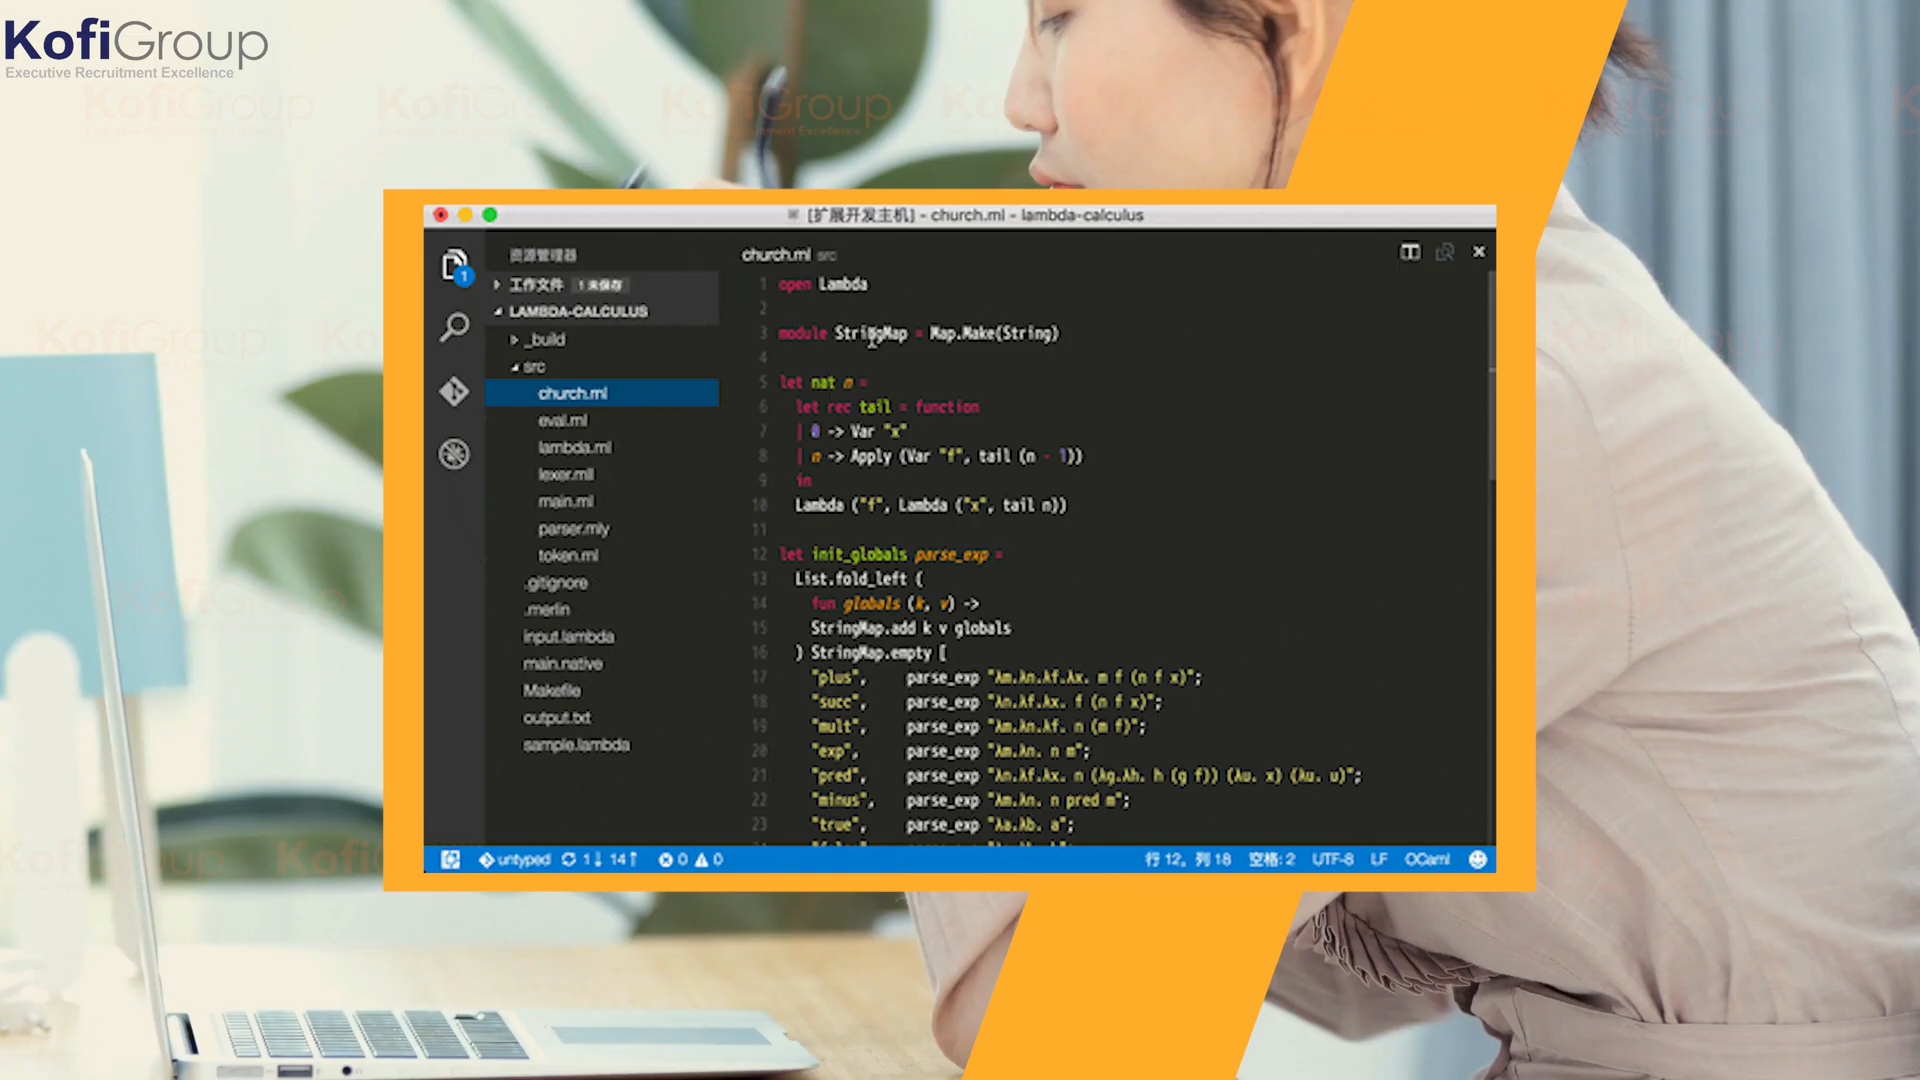 KofiGroup
Executive Recruitment Excellence
[扩展开发主机] - church.ml - lambda-calculus
资源管理器
工作文件 1 未保存
LAMBDA-CALCULUS
_build
src
church.ml
eval.ml
lambda.ml
lexer.mll
main.ml
parser.mly
token.ml
.gitignore
.merlin
input.lambda
main.native
Makefile
output.txt
sample.lambda
church.ml src
1 open Lambda
2
3 module StringMap = Map.Make(String)
4
5 let nat n =
6 let rec tail = function
7 | 0 -> Var "x"
8 | n -> Apply (Var "f", tail (n - 1))
9 in
10 Lambda ("f", Lambda ("x", tail n))
11
12 let init_globals parse_exp =
13 List.fold_left (
14 fun globals (k, v) ->
15 StringMap.add k v globals
16 ) StringMap.empty [
17 "plus", parse_exp "λm.λn.λf.λx. m f (n f x)";
18 "succ", parse_exp "λn.λf.λx. f (n f x)";
19 "mult", parse_exp "λm.λn.λf. n (m f)";
20 "exp", parse_exp "λm.λn. n m";
21 "pred", parse_exp "λn.λf.λx. n (λg.λh. h (g f)) (λu. x) (λu. u)";
22 "minus", parse_exp "λm.λn. n pred m";
23 "true", parse_exp "λa.λb. a";
untyped 1↓ 14↑ 0 0
行 12, 列 18 空格: 2 UTF-8 LF OCaml